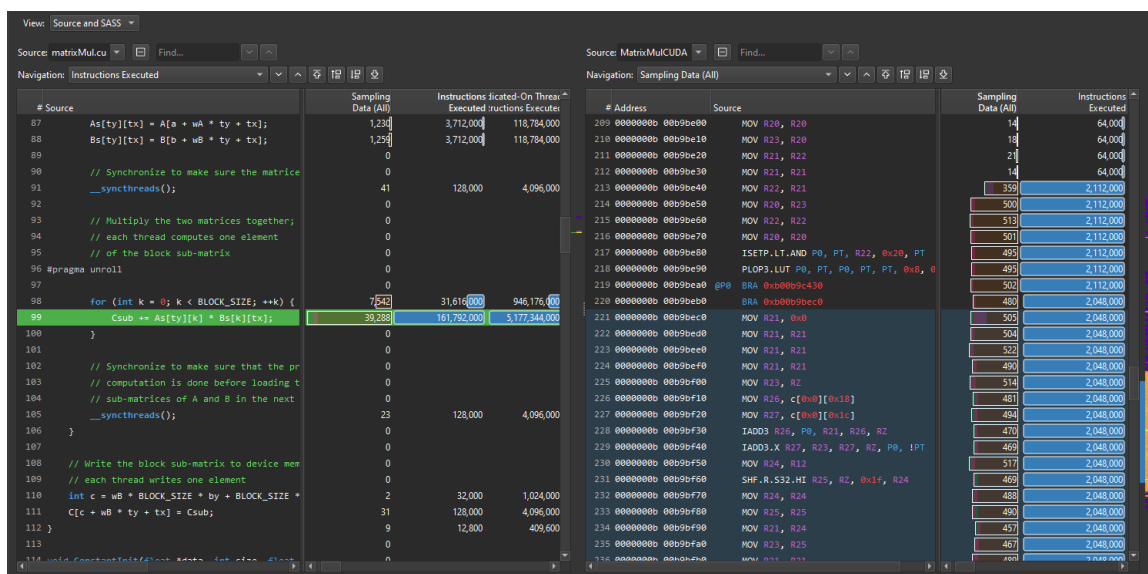 View: Source and SASS
Source: matrixMul.cu Find...
Navigation: Instructions Executed
# Source Sampling Data (All) Instructions Executed
87 As[ty][tx] = A[a + wA * ty + tx]; 1,230 3,712,000 118,784,000
88 Bs[ty][tx] = B[b + wB * ty + tx]; 1,259 3,712,000 118,784,000
89 0
90 // Synchronize to make sure the matrice 0
91 __syncthreads(); 41 128,000 4,096,000
92 0
93 // Multiply the two matrices together; 0
94 // each thread computes one element 0
95 // of the block sub-matrix 0
96 #pragma unroll 0
97 0
98 for (int k = 0; k < BLOCK_SIZE; ++k) { 7,542 31,616,000 946,176,000
99 Csub += As[ty][k] * Bs[k][tx]; 39,288 161,792,000 5,177,344,000
100 } 0
101 0
102 // Synchronize to make sure that the pr 0
103 // computation is done before loading t 0
104 // sub-matrices of A and B in the next 0
105 __syncthreads(); 23 128,000 4,096,000
106 } 0
107 0
108 // Write the block sub-matrix to device mem 0
109 // each thread writes one element 0
110 int c = wB * BLOCK_SIZE * by + BLOCK_SIZE * 2 32,000 1,024,000
111 C[c + wB * ty + tx] = Csub; 31 128,000 4,096,000
112 } 9 12,800 409,600
113 0
Source: MatrixMulCUDA Find...
Navigation: Sampling Data (All)
# Address Source Sampling Data (All) Instructions Executed
209 0000000b 00b9be00 MOV R20, R20 14 64,000
210 0000000b 00b9be10 MOV R23, R20 18 64,000
211 0000000b 00b9be20 MOV R21, R22 21 64,000
212 0000000b 00b9be30 MOV R21, R21 14 64,000
213 0000000b 00b9be40 MOV R22, R21 359 2,112,000
214 0000000b 00b9be50 MOV R20, R23 500 2,112,000
215 0000000b 00b9be60 MOV R22, R22 513 2,112,000
216 0000000b 00b9be70 MOV R20, R20 501 2,112,000
217 0000000b 00b9be80 ISETP.LT.AND P0, PT, R22, 0x20, PT 495 2,112,000
218 0000000b 00b9be90 PLOP3.LUT P0, PT, P0, PT, PT, 0x8, 0 495 2,112,000
219 0000000b 00b9bea0 @P0 BRA 0xb00b9c430 502 2,112,000
220 0000000b 00b9beb0 BRA 0xb00b9bec0 480 2,048,000
221 0000000b 00b9bec0 MOV R21, 0x0 505 2,048,000
222 0000000b 00b9bed0 MOV R21, R21 504 2,048,000
223 0000000b 00b9bee0 MOV R21, R21 522 2,048,000
224 0000000b 00b9bef0 MOV R21, R21 490 2,048,000
225 0000000b 00b9bf00 MOV R23, RZ 514 2,048,000
226 0000000b 00b9bf10 MOV R26, c[0x0][0x18] 481 2,048,000
227 0000000b 00b9bf20 MOV R27, c[0x0][0x1c] 494 2,048,000
228 0000000b 00b9bf30 IADD3 R26, P0, R21, R26, RZ 470 2,048,000
229 0000000b 00b9bf40 IADD3.X R27, R23, R27, RZ, P0, !PT 469 2,048,000
230 0000000b 00b9bf50 MOV R24, R12 517 2,048,000
231 0000000b 00b9bf60 SHF.R.S32.HI R25, RZ, 0x1f, R24 469 2,048,000
232 0000000b 00b9bf70 MOV R24, R24 488 2,048,000
233 0000000b 00b9bf80 MOV R25, R25 490 2,048,000
234 0000000b 00b9bf90 MOV R21, R24 457 2,048,000
235 0000000b 00b9bfa0 MOV R23, R25 467 2,048,000